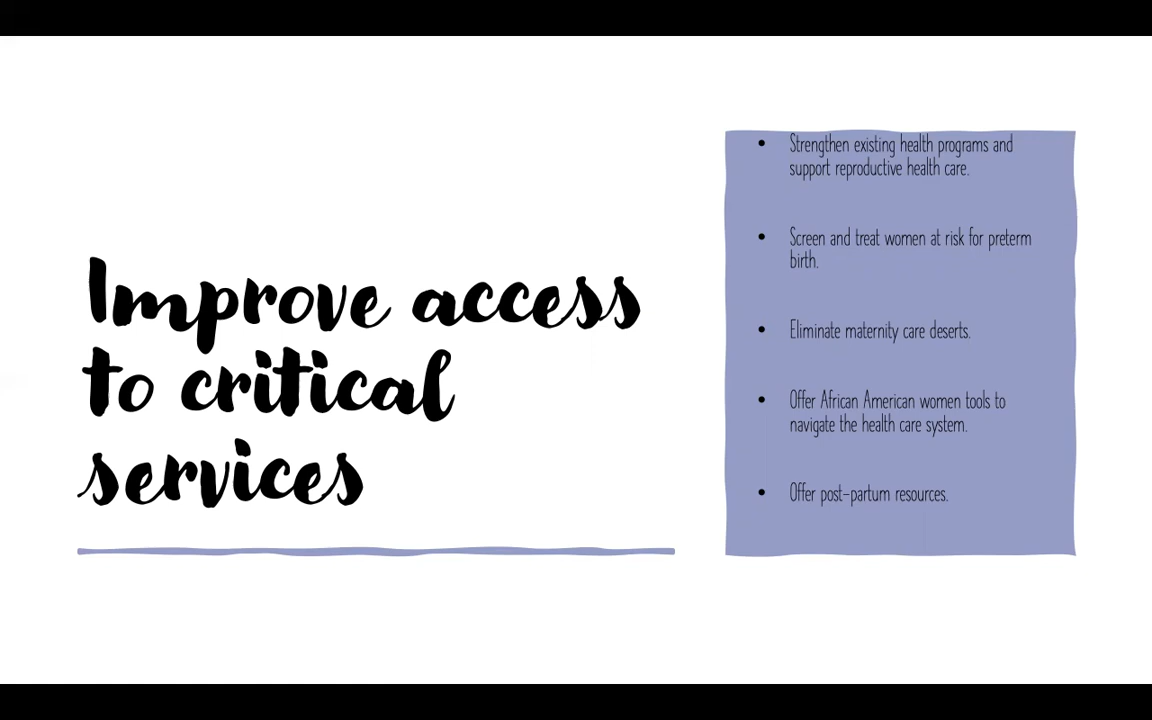 Improve access
to critical
services
• Strengthen existing health programs and
support reproductive health care.
• Screen and treat women at risk for preterm
birth.
• Eliminate maternity care deserts.
• Offer African American women tools to
navigate the health care system.
• Offer post-partum resources.